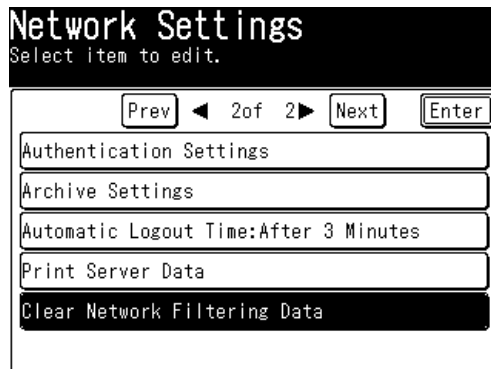 Network Settings
Select item to edit.
Prev ◀ 2of 2▶ Next Enter
Authentication Settings
Archive Settings
Automatic Logout Time:After 3 Minutes
Print Server Data
Clear Network Filtering Data